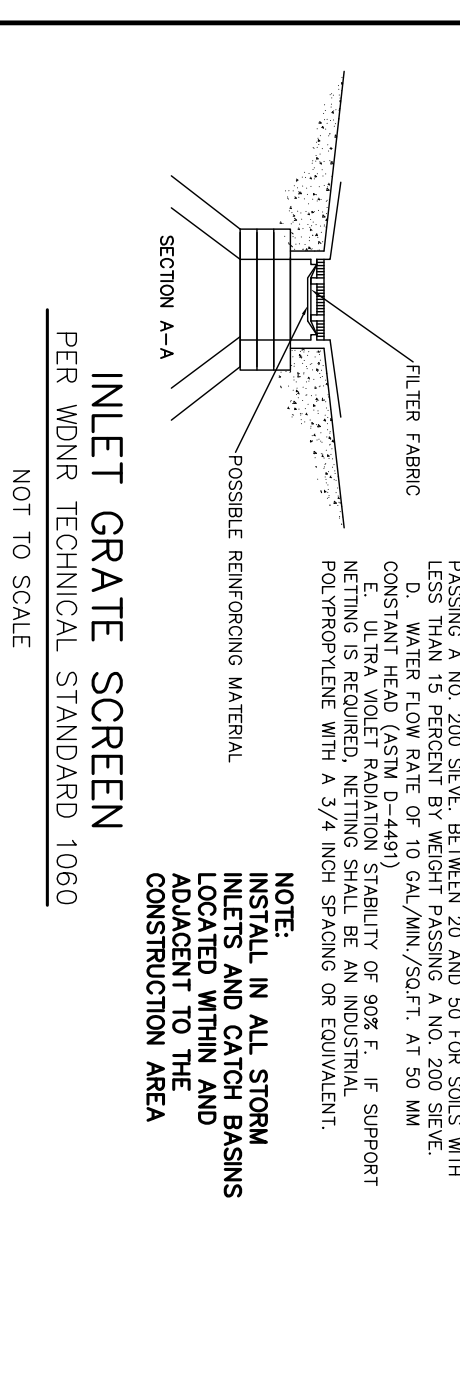 PASSING A NO. 200 SIEVE. BETWEEN 20 AND 50 FOR SOILS WITH
LESS THAN 15 PERCENT BY WEIGHT PASSING A NO. 200 SIEVE.
D. WATER FLOW RATE OF 10 GAL/MIN./SQ.FT. AT 50 MM
CONSTANT HEAD (ASTM D-4491)
E. ULTRA VIOLET RADIATION STABILITY OF 90% F. IF SUPPORT
NETTING IS REQUIRED, NETTING SHALL BE AN INDUSTRIAL
POLYPROPYLENE WITH A 3/4 INCH SPACING OR EQUIVALENT.
FILTER FABRIC
POSSIBLE REINFORCING MATERIAL
SECTION A-A
NOTE:
INSTALL IN ALL STORM
INLETS AND CATCH BASINS
LOCATED WITHIN AND
ADJACENT TO THE
CONSTRUCTION AREA
INLET GRATE SCREEN
PER WDNR TECHNICAL STANDARD 1060
NOT TO SCALE